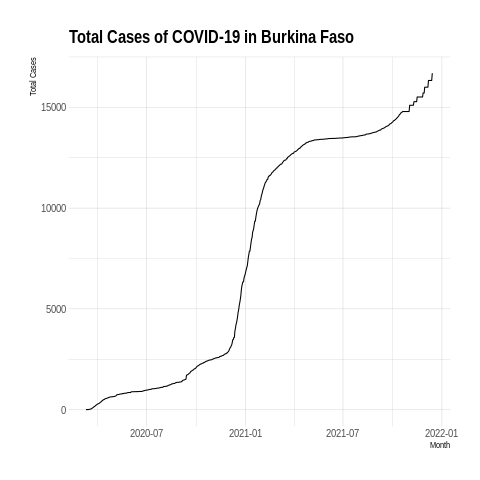 Total Cases of COVID-19 in Burkina Faso
Total Cases
15000
10000
5000
0
2020-07 2021-01 2021-07 2022-01
Month